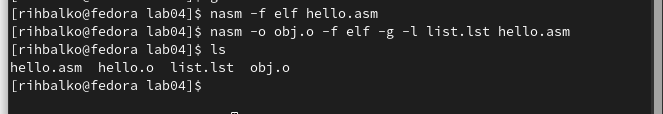 [rihbalko@fedora lab04]$ nasm -f elf hello.asm
[rihbalko@fedora lab04]$ nasm -o obj.o -f elf -g -l list.lst hello.asm
[rihbalko@fedora lab04]$ ls
hello.asm  hello.o  list.lst  obj.o
[rihbalko@fedora lab04]$